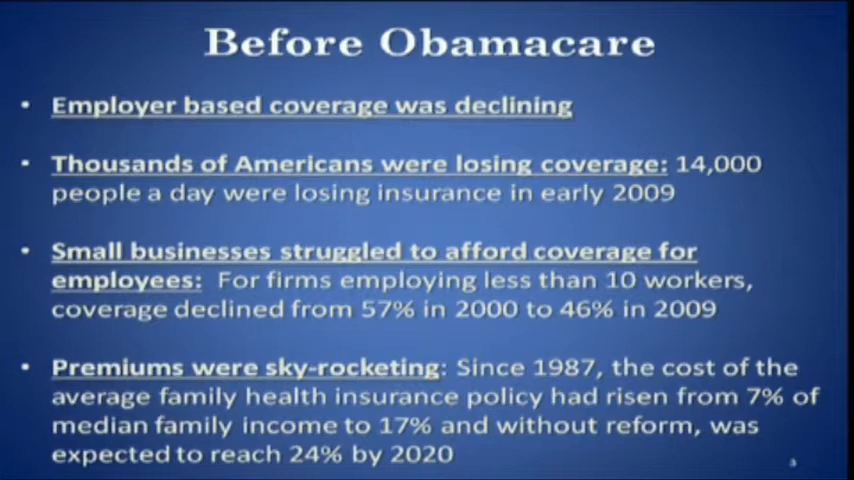 Before Obamacare
• Employer based coverage was declining
• Thousands of Americans were losing coverage: 14,000
people a day were losing insurance in early 2009
• Small businesses struggled to afford coverage for
employees: For firms employing less than 10 workers,
coverage declined from 57% in 2000 to 46% in 2009
• Premiums were sky-rocketing: Since 1987, the cost of the
average family health insurance policy had risen from 7% of
median family income to 17% and without reform, was
expected to reach 24% by 2020
3